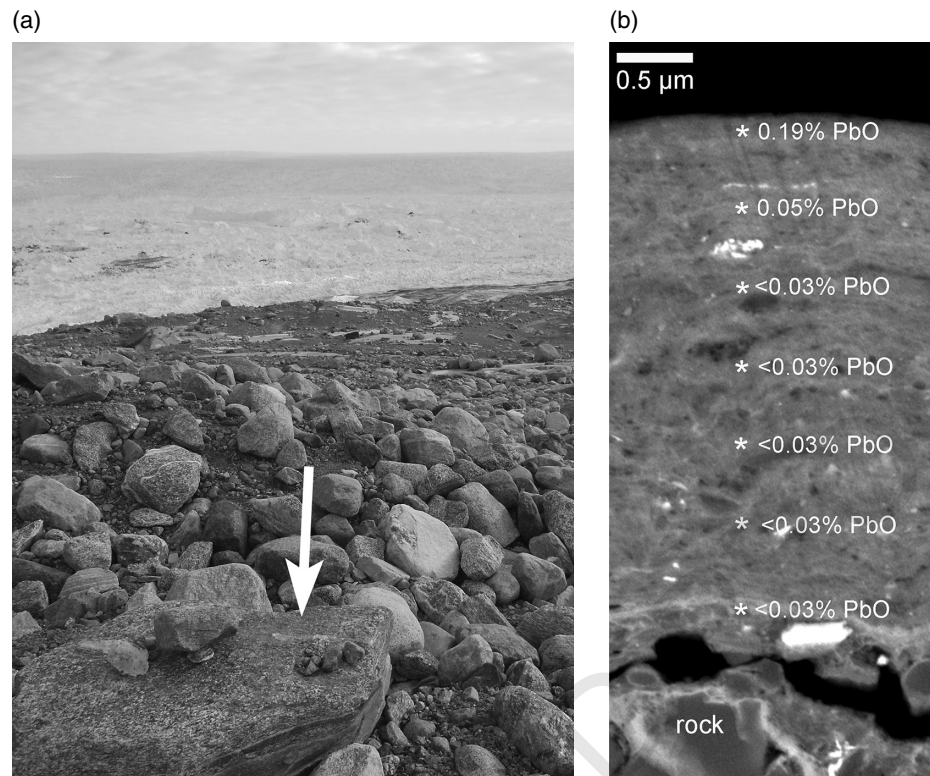 (a)
(b)
0.5 µm
* 0.19% PbO
* 0.05% PbO
* <0.03% PbO
* <0.03% PbO
* <0.03% PbO
* <0.03% PbO
* <0.03% PbO
rock